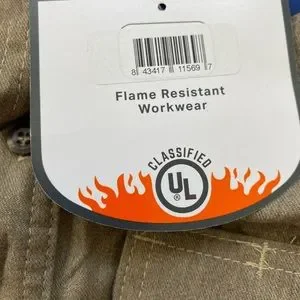 8 43417 11569 7
Flame Resistant
Workwear
CLASSIFIED
UL